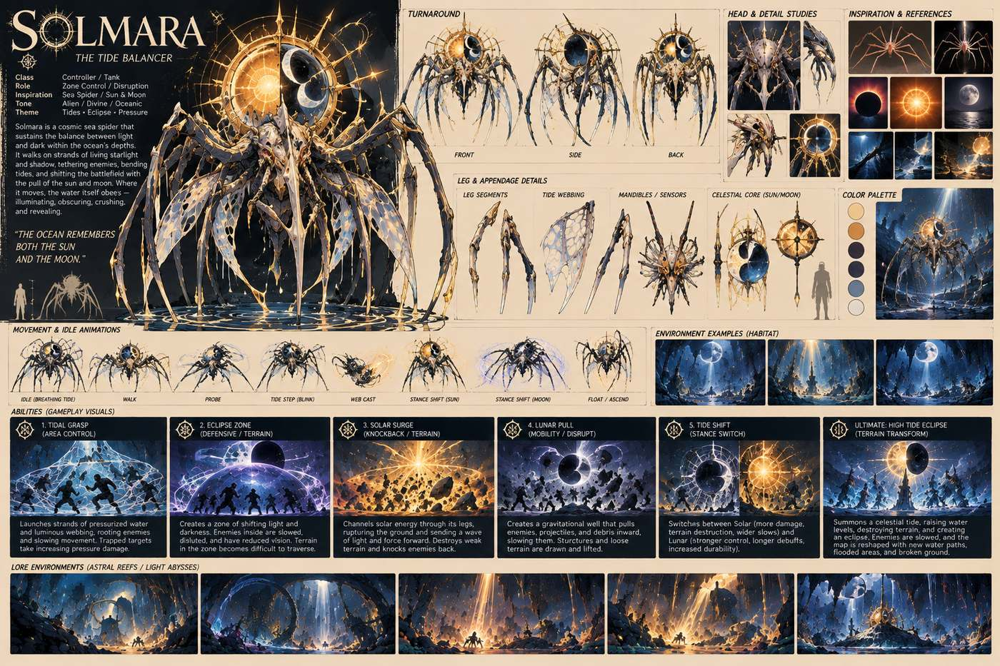 SOLMARA
THE TIDE BALANCER
Class Controller / Tank
Role Zone Control / Disruption
Inspiration Sea Spider / Sun & Moon
Tone Alien / Divine / Oceanic
Theme Tides • Eclipse • Pressure
Solmara is a cosmic sea spider that
sustains the balance between light
and dark within the ocean's depths.
It walks on strands of living starlight
and shadow, tethering enemies, bending
tides, and shifting the battlefield with
the pull of the sun and moon. Where
it moves, the water itself obees —
illuminating, obscuring, crushing,
and revealing.
"THE OCEAN REMEMBERS
BOTH THE SUN
AND THE MOON."
TURNAROUND
FRONT
SIDE
BACK
HEAD & DETAIL STUDIES
INSPIRATION & REFERENCES
LEG & APPENDAGE DETAILS
LEG SEGMENTS
TIDE WEBBING
MANDIBLES / SENSORS
CELESTIAL CORE (SUN/MOON)
COLOR PALETTE
MOVEMENT & IDLE ANIMATIONS
IDLE (BREATHING TIDE)
WALK
PROBE
TIDE STEP (BLINK)
WEB CAST
STANCE SHIFT (SUN)
STANCE SHIFT (MOON)
FLOAT / ASCEND
ENVIRONMENT EXAMPLES (HABITAT)
ABILITIES (GAMEPLAY VISUALS)
1. TIDAL GRASP
(AREA CONTROL)
Launches strands of pressurized water
and luminous webbing, rooting enemies
and slowing movement. Trapped targets
take increasing pressure damage.
2. ECLIPSE ZONE
(DEFENSIVE / TERRAIN)
Creates a zone of shifting light and
darkness. Enemies inside are slowed,
disluted, and have reduced vision. Terrain
in the zone becomes difficult to traverse.
3. SOLAR SURGE
(KNOCKBACK / TERRAIN)
Channels solar energy through its legs,
rupturing the ground and sending a wave
of light and force forward. Destroys weak
terrain and knocks enemies back.
4. LUNAR PULL
(MOBILITY / DISRUPT)
Creates a gravitational well that pulls
enemies, projectiles, and debris inward,
slowing them. Sturctures and loose
terrain are drawn and lifted.
5. TIDE SHIFT
(STANCE SWITCH)
Switches between Solar (more damage,
terrain destruction, wider slows) and
Lunar (stronger control, longer debuffs,
increased durability).
ULTIMATE: HIGH TIDE ECLIPSE
(TERRAIN TRANSFORM)
Summons a celestial tide, raising water
levels, destroying terrain, and creating
an eclipse. Enemies are slowed, and the
map is reshaped with new water paths,
flooded areas, and broken ground.
LORE ENVIRONMENTS (ASTRAL REEFS / LIGHT ABYSSES)